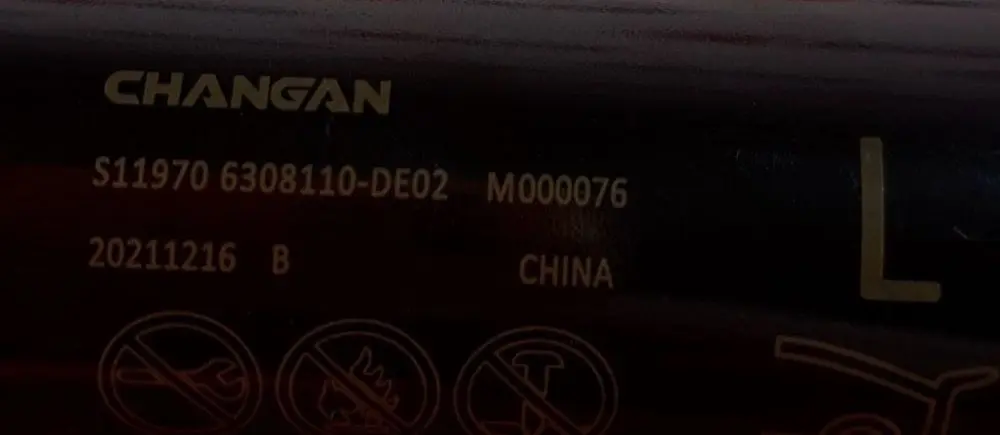 CHANGAN
S11970 6308110-DE02 M000076
20211216 B CHINA
L